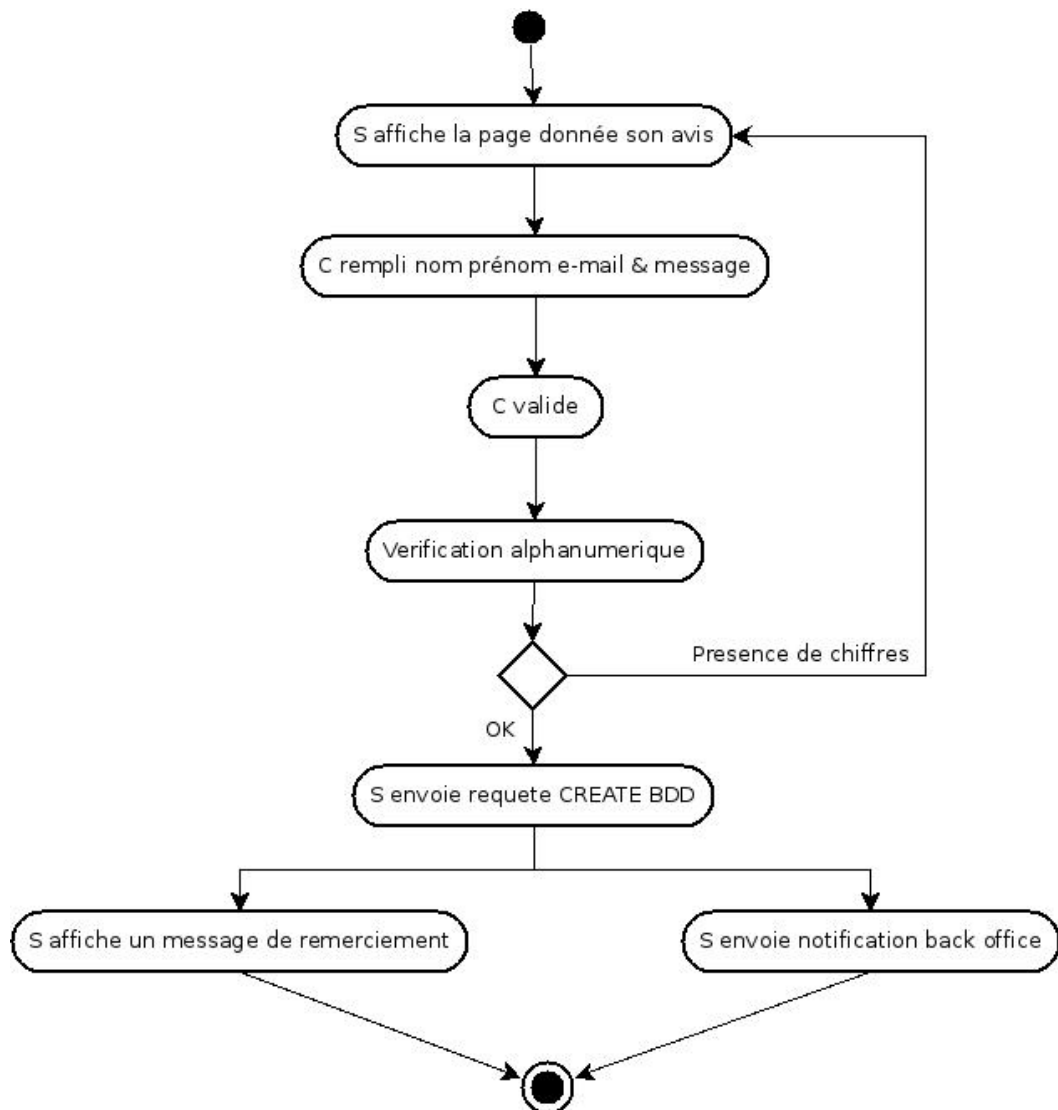 S affiche la page donnée son avis
C rempli nom prénom e-mail & message
C valide
Verification alphanumerique
Presence de chiffres
OK
S envoie requete CREATE BDD
S affiche un message de remerciement
S envoie notification back office